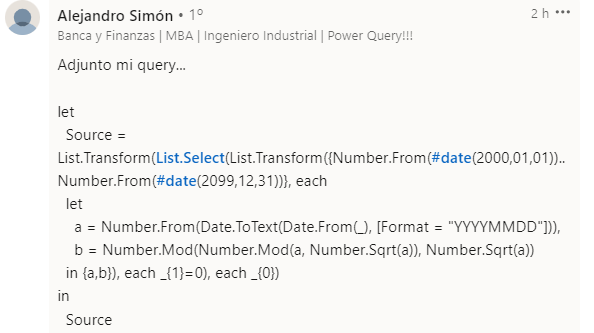 Alejandro Simón • 1º
2 h •••
Banca y Finanzas | MBA | Ingeniero Industrial | Power Query!!!
Adjunto mi query...
let
Source =
List.Transform(List.Select(List.Transform({Number.From(#date(2000,01,01))..
Number.From(#date(2099,12,31))}, each
let
a = Number.From(Date.ToText(Date.From(_), [Format = "YYYYMMDD"])),
b = Number.Mod(Number.Mod(a, Number.Sqrt(a)), Number.Sqrt(a))
in {a,b}), each _{1}=0), each _{0})
in
Source